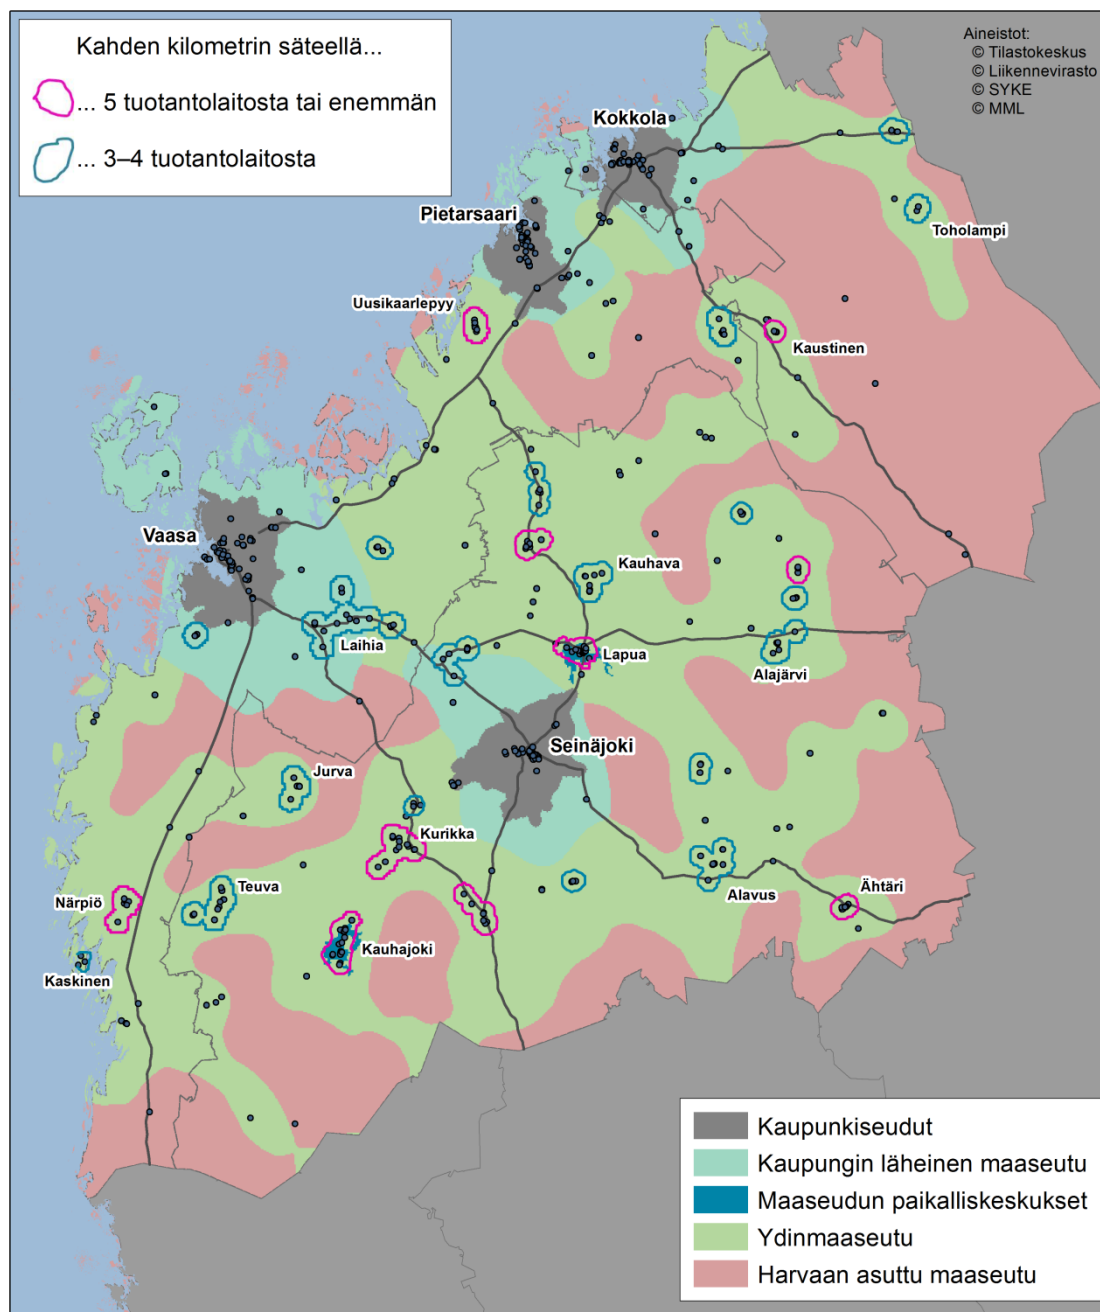 Kahden kilometrin säteellä...
... 5 tuotantolaitosta tai enemmän
... 3–4 tuotantolaitosta
Aineistot:
© Tilastokeskus
© Liikennevirasto
© SYKE
© MML
Kokkola
Pietarsaari
Toholampi
Uusikaarlepyy
Kaustinen
Vaasa
Kauhava
Laihia
Lapua
Alajärvi
Seinäjoki
Jurva
Kurikka
Teuva
Närpiö
Alavus
Ähtäri
Kauhajoki
Kaskinen
Kaupunkiseudut
Kaupungin läheinen maaseutu
Maaseudun paikalliskeskukset
Ydinmaaseutu
Harvaan asuttu maaseutu